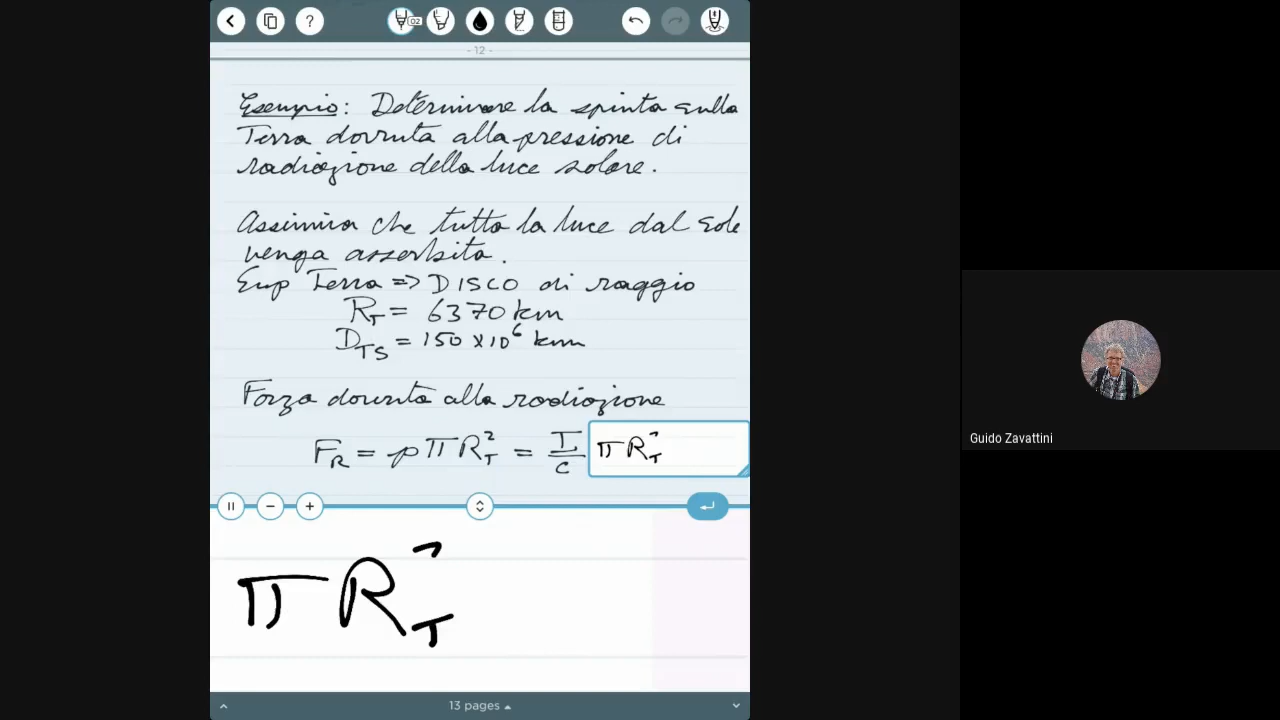 02
- 12 -
Esempio: Determinare la spinta sulla
Terra dovuta alla pressione di
radiazione della luce solare.
Assumia che tutta la luce dal Sole
venga assorbita.
Sup Terra => DISCO di raggio
R_T = 6370 km
D_TS = 150 × 10^6 km
Forza dovuta alla radiazione
F_R = p π R_T^2 = I/c π R_T^2
π R_T
13 pages
Guido Zavattini